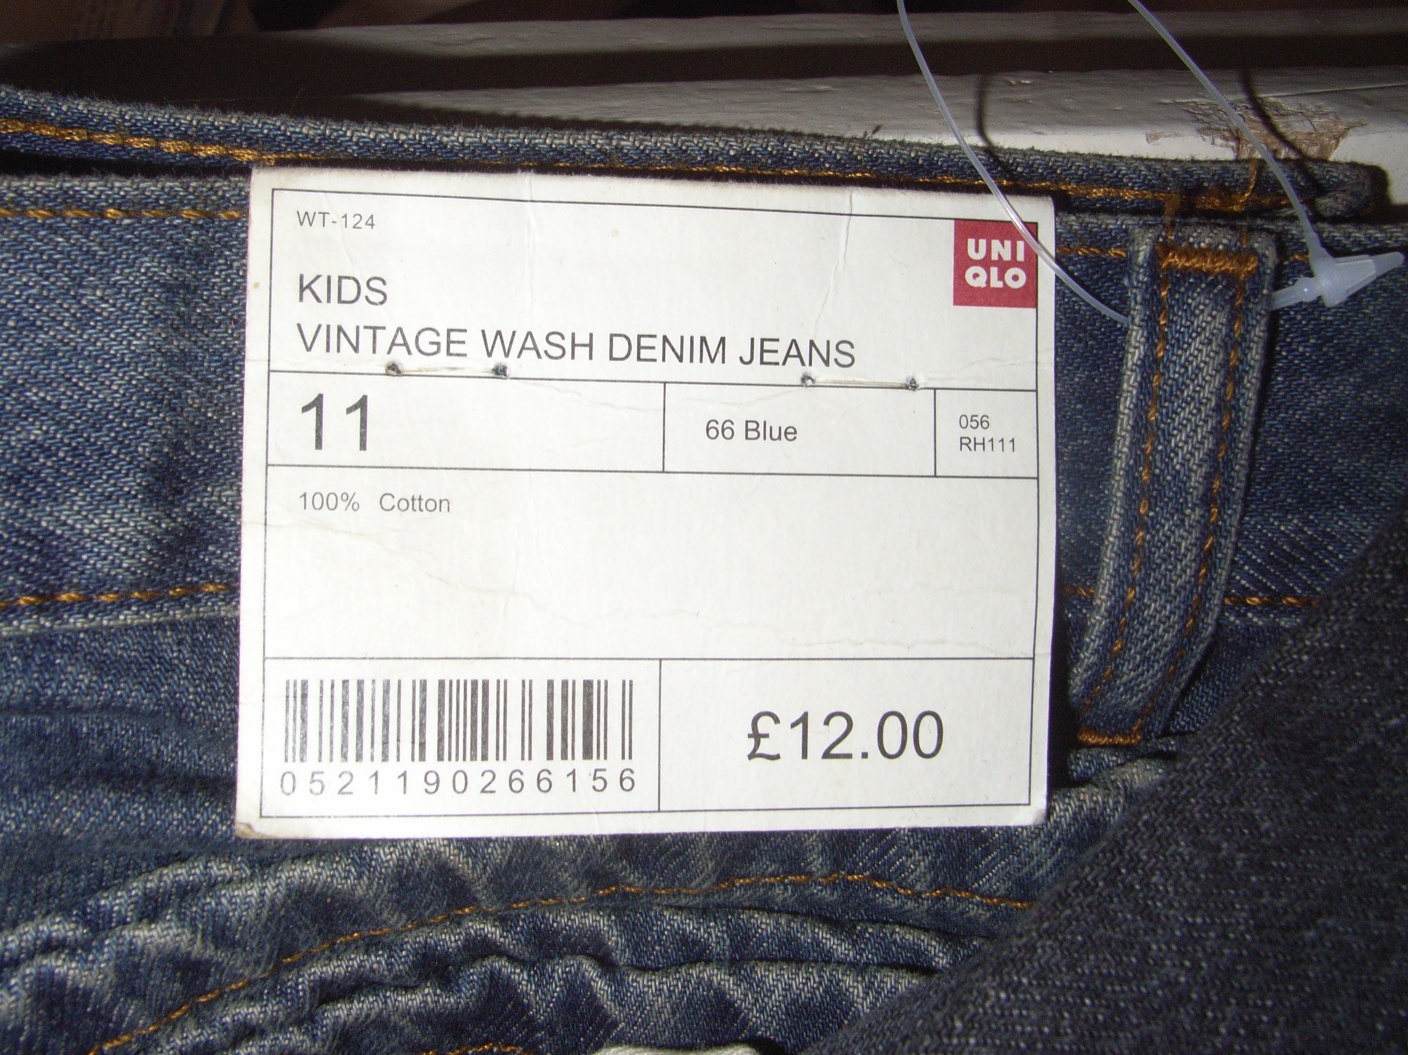 WT-124
UNI
QLO
KIDS
VINTAGE WASH DENIM JEANS
11
66 Blue
056
RH111
100% Cotton
0521190266156
£12.00